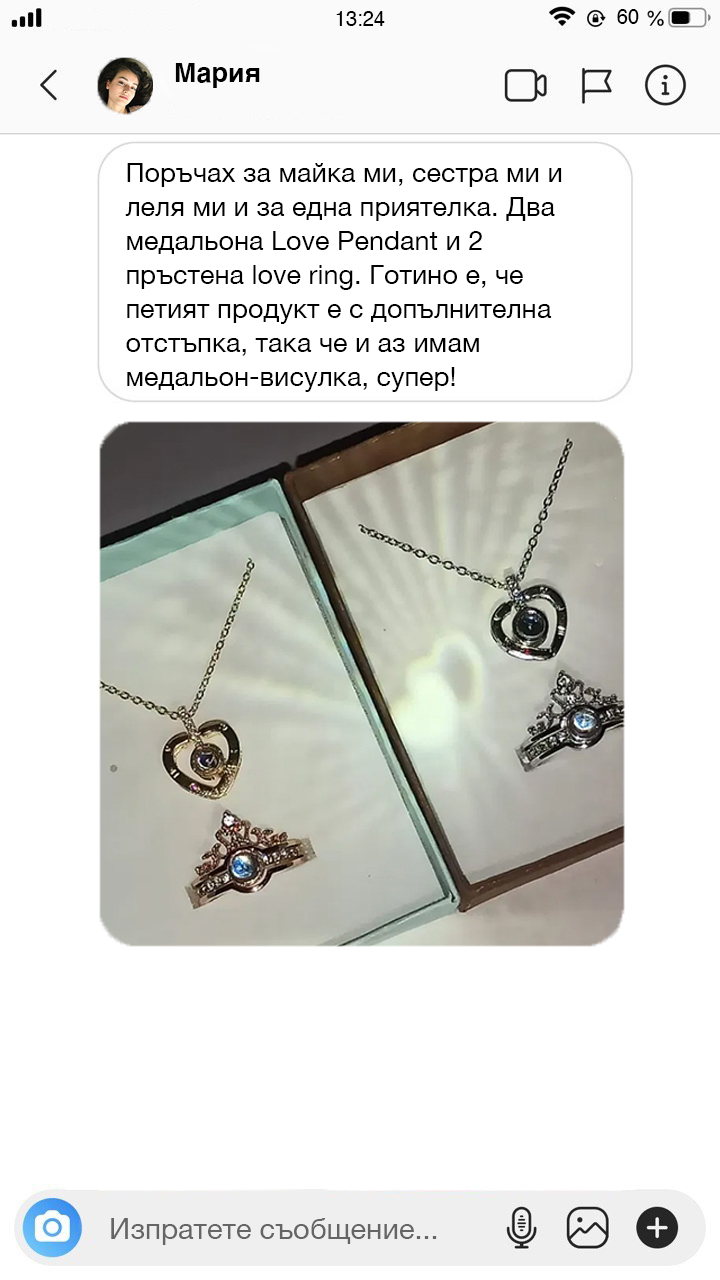 13:24
60 %
Мария
Поръчах за майка ми, сестра ми и
леля ми и за една приятелка. Два
медальона Love Pendant и 2
пръстена love ring. Готино е, че
петият продукт е с допълнителна
отстъпка, така че и аз имам
медальон-висулка, супер!
Изпратете съобщение...